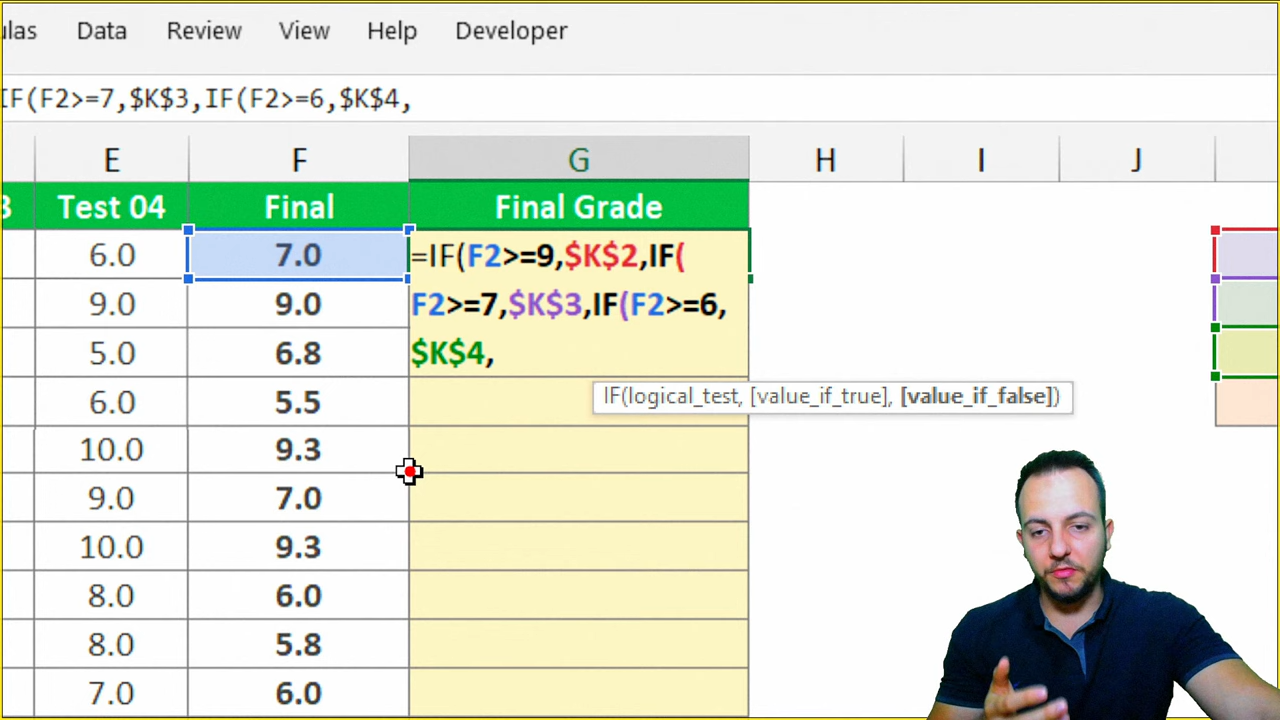 ulas Data Review View Help Developer
IF(F2>=7,$K$3,IF(F2>=6,$K$4,
E F G H I J
3 Test 04 Final Final Grade
6.0 7.0 =IF(F2>=9,$K$2,IF(
9.0 9.0 F2>=7,$K$3,IF(F2>=6,
5.0 6.8 $K$4,
6.0 5.5 IF(logical_test, [value_if_true], [value_if_false])
10.0 9.3
9.0 7.0
10.0 9.3
8.0 6.0
8.0 5.8
7.0 6.0